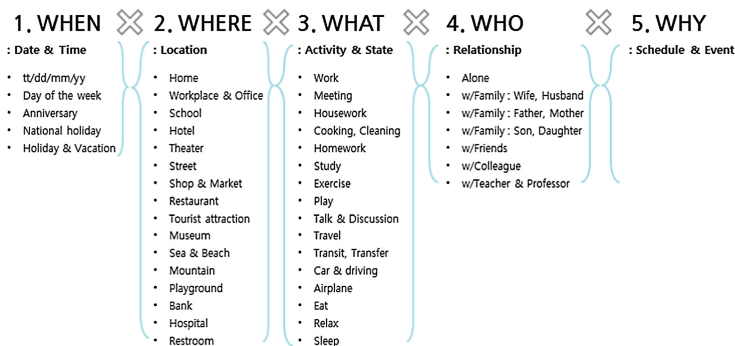 1. WHEN
: Date & Time
• tt/dd/mm/yy
• Day of the week
• Anniversary
• National holiday
• Holiday & Vacation
2. WHERE
: Location
• Home
• Workplace & Office
• School
• Hotel
• Theater
• Street
• Shop & Market
• Restaurant
• Tourist attraction
• Museum
• Sea & Beach
• Mountain
• Playground
• Bank
• Hospital
• Restroom
3. WHAT
: Activity & State
• Work
• Meeting
• Housework
• Cooking, Cleaning
• Homework
• Study
• Exercise
• Play
• Talk & Discussion
• Travel
• Transit, Transfer
• Car & driving
• Airplane
• Eat
• Relax
• Sleep
4. WHO
: Relationship
• Alone
• w/Family : Wife, Husband
• w/Family : Father, Mother
• w/Family : Son, Daughter
• w/Friends
• w/Colleague
• w/Teacher & Professor
5. WHY
: Schedule & Event